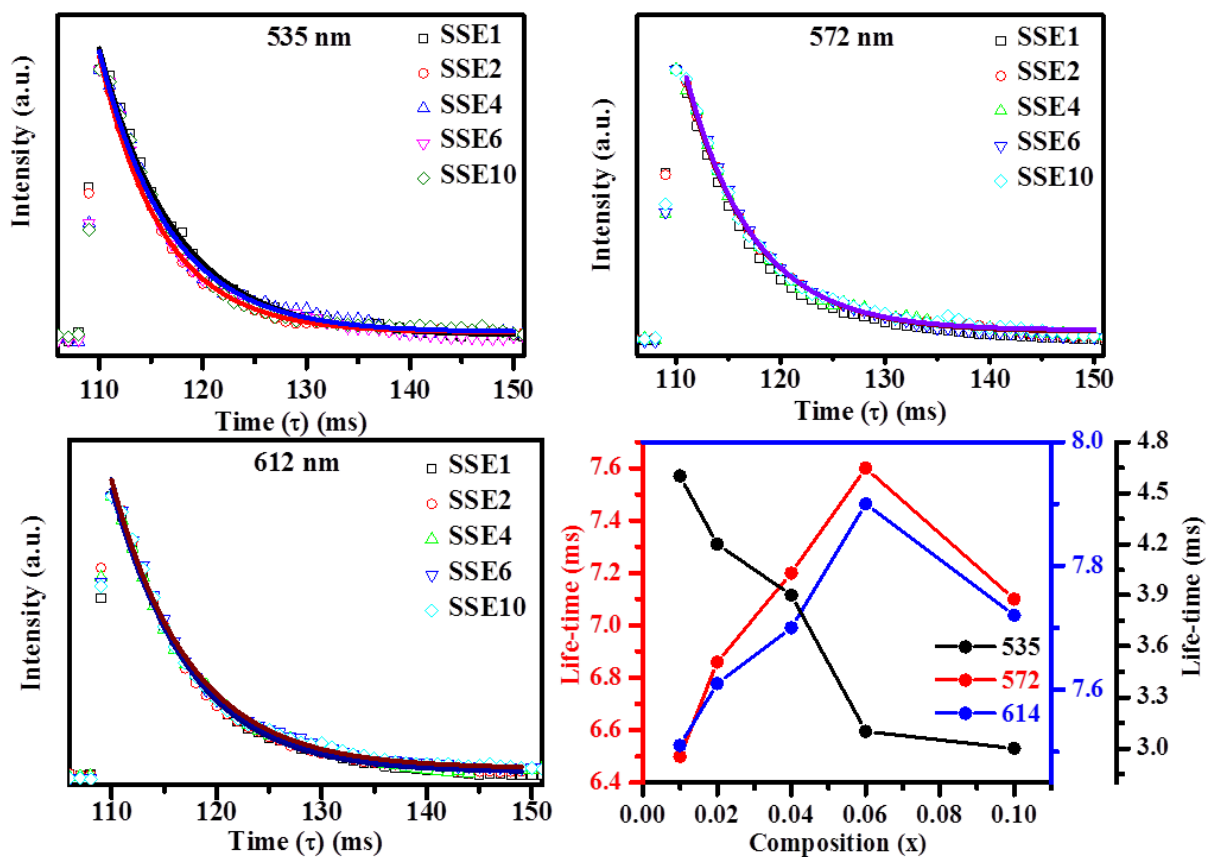 535 nm
SSE1
SSE2
SSE4
SSE6
SSE10
Intensity (a.u.)
110 120 130 140 150
Time (τ) (ms)
572 nm
SSE1
SSE2
SSE4
SSE6
SSE10
Intensity (a.u.)
110 120 130 140 150
Time (τ) (ms)
612 nm
SSE1
SSE2
SSE4
SSE6
SSE10
Intensity (a.u.)
110 120 130 140 150
Time (τ) (ms)
Life-time (ms)
7.6
7.4
7.2
7.0
6.8
6.6
6.4
8.0
7.8
7.6
4.8
4.5
4.2
3.9
3.6
3.3
3.0
Life-time (ms)
535
572
614
0.00 0.02 0.04 0.06 0.08 0.10
Composition (x)